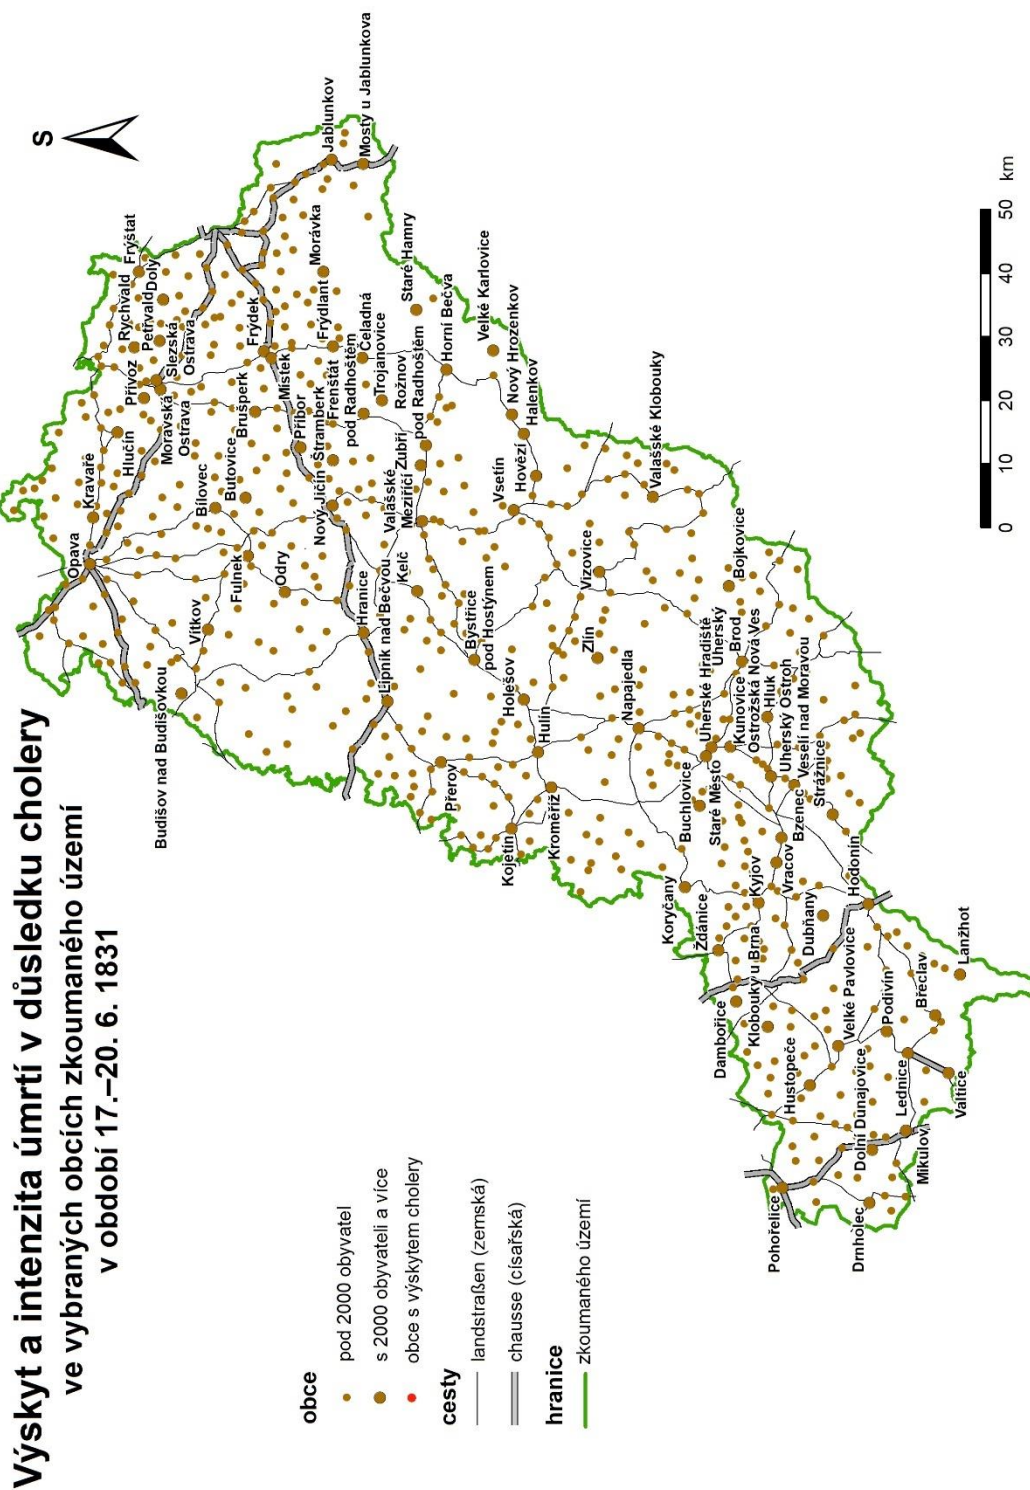 Výskyt a intenzita úmrtí v důsledku cholery
ve vybraných obcích zkoumaného území
v období 17.–20. 6. 1831
S
obce
pod 2000 obyvatel
s 2000 obyvateli a více
obce s výskytem cholery
cesty
landstraßen (zemská)
chausse (císařská)
hranice
zkoumaného území
Opava
Kravaře
Hlučín
Přívoz
Rychvald
Petřvald
Doly
Fryštát
Moravská
Ostrava
Slezská
Ostrava
Budišov nad Budišovkou
Vítkov
Bílovec
Butovice
Brušperk
Fulnek
Odry
Frýdek
Místek
Příbor
Štramberk
Nový Jičín
Frenštát
pod Radhoštěm
Frýdlant
Čeladná
Trojanovice
Morávka
Jablunkov
Mosty u Jablunkova
Staré Hamry
Hranice
Lipník nad Bečvou
Kelč
Valašské
Meziříčí
Zubří
Rožnov
pod Radhoštěm
Horní Bečva
Velké Karlovice
Nový Hrozenkov
Halenkov
Hovězí
Vsetín
Bystřice
pod Hostýnem
Přerov
Kojetín
Kroměříž
Hulín
Holešov
Zlín
Vizovice
Valašské Klobouky
Napajedla
Bojkovice
Uherský
Brod
Uherské Hradiště
Kunovice
Ostrožská Nová Ves
Hluk
Uherský Ostroh
Veselí nad Moravou
Strážnice
Staré Město
Buchlovice
Bzenec
Vracov
Kyjov
Koryčany
Ždánice
Dubňany
Hodonín
Dambořice
Klobouky u Brna
Hustopeče
Velké Pavlovice
Podivín
Břeclav
Lanžhot
Lednice
Valtice
Dolní Dunajovice
Mikulov
Pohořelice
Drnholec
0 10 20 30 40 50 km